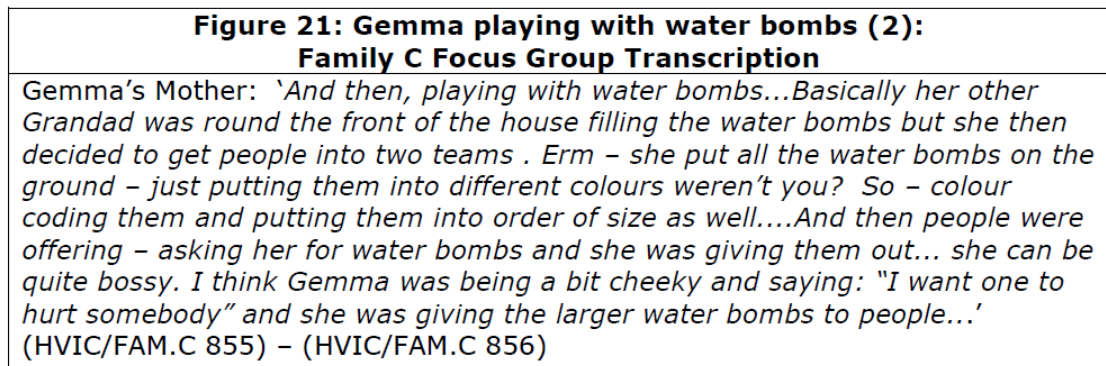 Figure 21: Gemma playing with water bombs (2):
Family C Focus Group Transcription
Gemma's Mother: ‘And then, playing with water bombs...Basically her other
Grandad was round the front of the house filling the water bombs but she then
decided to get people into two teams . Erm – she put all the water bombs on the
ground – just putting them into different colours weren't you? So – colour
coding them and putting them into order of size as well....And then people were
offering – asking her for water bombs and she was giving them out... she can be
quite bossy. I think Gemma was being a bit cheeky and saying: “I want one to
hurt somebody” and she was giving the larger water bombs to people...’
(HVIC/FAM.C 855) – (HVIC/FAM.C 856)